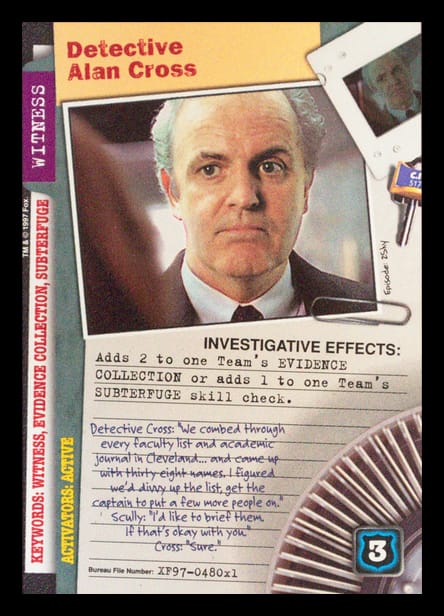 Detective
Alan Cross
WITNESS
TM & © 1997 Fox.
KEYWORDS: WITNESS, EVIDENCE COLLECTION, SUBTERFUGE
ACTIVATORS: ACTIVE
C.I
517
Episode: 2Shy
INVESTIGATIVE EFFECTS:
Adds 2 to one Team's EVIDENCE
COLLECTION or adds 1 to one Team's
SUBTERFUGE skill check.
Detective Cross: "We combed through
every faculty list and academic
journal in Cleveland... and came up
with thirty eight names. I figured
we'd divvy up the list, get the
captain to put a few more people on."
Scully: "I'd like to brief them
If that's okay with you"
Cross: "Sure."
Bureau File Number: XF97-0480x1
3